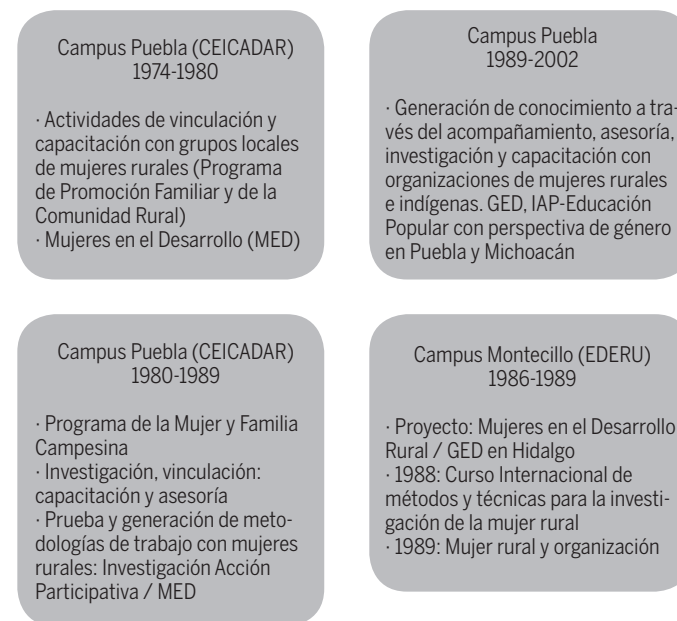 Campus Puebla (CEICADAR)
1974-1980
· Actividades de vinculación y
capacitación con grupos locales
de mujeres rurales (Programa
de Promoción Familiar y de la
Comunidad Rural)
· Mujeres en el Desarrollo (MED)
Campus Puebla
1989-2002
· Generación de conocimiento a tra-
vés del acompañamiento, asesoría,
investigación y capacitación con
organizaciones de mujeres rurales
e indígenas. GED, IAP-Educación
Popular con perspectiva de género
en Puebla y Michoacán
Campus Puebla (CEICADAR)
1980-1989
· Programa de la Mujer y Familia
Campesina
· Investigación, vinculación:
capacitación y asesoría
· Prueba y generación de meto-
dologías de trabajo con mujeres
rurales: Investigación Acción
Participativa / MED
Campus Montecillo (EDERU)
1986-1989
· Proyecto: Mujeres en el Desarrollo
Rural / GED en Hidalgo
· 1988: Curso Internacional de
métodos y técnicas para la investi-
gación de la mujer rural
· 1989: Mujer rural y organización